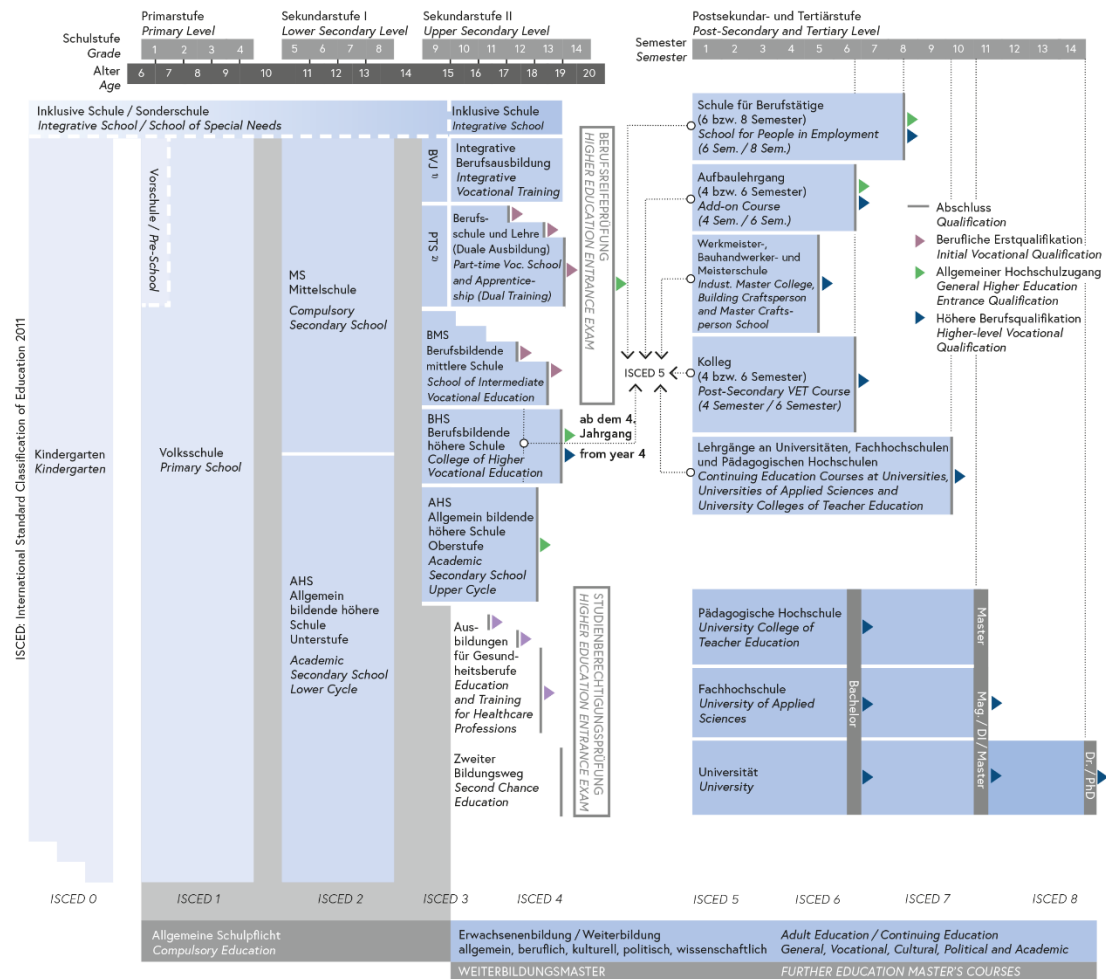 Primarstufe
Primary Level
Sekundarstufe I
Lower Secondary Level
Sekundarstufe II
Upper Secondary Level
Postsekundar- und Tertiärstufe
Post-Secondary and Tertiary Level
Schulstufe
Grade
1 2 3 4 5 6 7 8 9 10 11 12 13 14
Semester
Semester
1 2 3 4 5 6 7 8 9 10 11 12 13 14
Alter
Age
6 7 8 9 10 11 12 13 14 15 16 17 18 19 20
Inklusive Schule / Sonderschule
Integrative School / School of Special Needs
Inklusive Schule
Integrative School
Vorschule / Pre-School
BVJ 1)
Integrative
Berufsausbildung
Integrative
Vocational Training
PTS 2)
Berufs-
schule und Lehre
(Duale Ausbildung)
Part-time Voc. School
and Apprentice-
ship (Dual Training)
MS
Mittelschule
Compulsory
Secondary School
BMS
Berufsbildende
mittlere Schule
School of Intermediate
Vocational Education
BHS
Berufsbildende
höhere Schule
College of Higher
Vocational Education
ab dem 4.
Jahrgang
from year 4
AHS
Allgemein bildende
höhere Schule
Oberstufe
Academic
Secondary School
Upper Cycle
Kindergarten
Kindergarten
Volksschule
Primary School
AHS
Allgemein
bildende höhere
Schule
Unterstufe
Academic
Secondary School
Lower Cycle
Aus-
bildungen
für Gesund-
heitsberufe
Education
and Training
for Healthcare
Professions
Zweiter
Bildungsweg
Second Chance
Education
BERUFSREIFEPRÜFUNG
HIGHER EDUCATION ENTRANCE EXAM
STUDIENBERECHTIGUNGSPRÜFUNG
HIGHER EDUCATION ENTRANCE EXAM
ISCED 5
Schule für Berufstätige
(6 bzw. 8 Semester)
School for People in Employment
(6 Sem. / 8 Sem.)
Aufbaulehrgang
(4 bzw. 6 Semester)
Add-on Course
(4 Sem. / 6 Sem.)
Werkmeister-,
Bauhandwerker- und
Meisterschule
Indust. Master College,
Building Craftsperson
and Master Crafts-
person School
Kolleg
(4 bzw. 6 Semester)
Post-Secondary VET Course
(4 Semester / 6 Semester)
Lehrgänge an Universitäten, Fachhochschulen
und Pädagogischen Hochschulen
Continuing Education Courses at Universities,
Universities of Applied Sciences and
University Colleges of Teacher Education
Abschluss
Qualification
Berufliche Erstqualifikation
Initial Vocational Qualification
Allgemeiner Hochschulzugang
General Higher Education
Entrance Qualification
Höhere Berufsqualifikation
Higher-level Vocational
Qualification
Pädagogische Hochschule
University College of
Teacher Education
Fachhochschule
University of Applied
Sciences
Universität
University
Bachelor
Master
Mag. / DI / Master
Dr. / PhD
ISCED: International Standard Classification of Education 2011
ISCED 0 ISCED 1 ISCED 2 ISCED 3 ISCED 4 ISCED 5 ISCED 6 ISCED 7 ISCED 8
Allgemeine Schulpflicht
Compulsory Education
Erwachsenenbildung / Weiterbildung
allgemein, beruflich, kulturell, politisch, wissenschaftlich
Adult Education / Continuing Education
General, Vocational, Cultural, Political and Academic
WEITERBILDUNGSMASTER
FURTHER EDUCATION MASTER'S COURSES